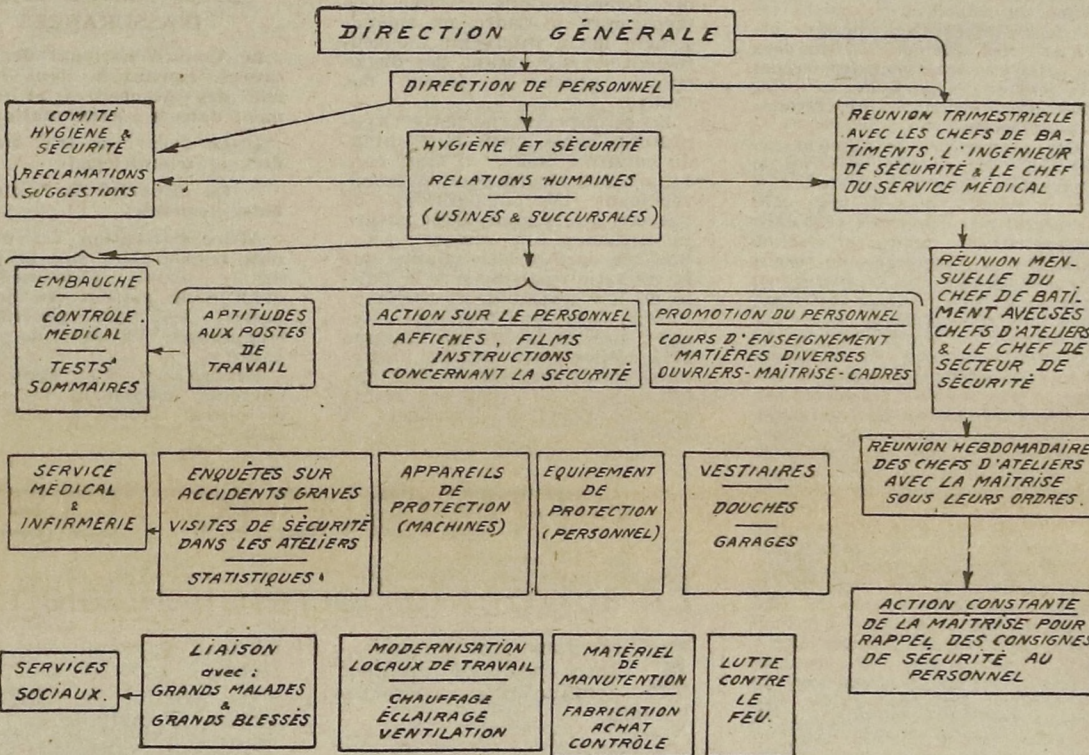 DIRECTION GÉNÉRALE
DIRECTION DE PERSONNEL
COMITÉ
HYGIÈNE &
SÉCURITÉ
RÉCLAMATIONS
SUGGESTIONS
HYGIÈNE ET SÉCURITÉ
RELATIONS HUMAINES
(USINES & SUCCURSALES)
RÉUNION TRIMESTRIELLE
AVEC LES CHEFS DE BA-
TIMENTS, L'INGÉNIEUR
DE SÉCURITÉ & LE CHEF
DU SERVICE MÉDICAL
EMBAUCHE
CONTROLE.
MÉDICAL
TESTS
SOMMAIRES
APTITUDES
AUX POSTES
DE
TRAVAIL
ACTION SUR LE PERSONNEL
AFFICHES, FILMS
INSTRUCTIONS
CONCERNANT LA SÉCURITÉ
PROMOTION DU PERSONNEL
COURS D'ENSEIGNEMENT
MATIÈRES DIVERSES
OUVRIERS-MAÎTRISE-CADRES
RÉUNION MEN-
SUELLE DU
CHEF DE BATI-
MENT AVEC SES
CHEFS D'ATELIERS
& LE CHEF DE
SECTEUR DE
SÉCURITÉ
SERVICE
MÉDICAL
&
INFIRMERIE
ENQUÊTES SUR
ACCIDENTS GRAVES
VISITES DE SÉCURITÉ
DANS LES ATELIERS
STATISTIQUES
APPAREILS
DE
PROTECTION
(MACHINES)
EQUIPEMENT
DE
PROTECTION
(PERSONNEL)
VESTIAIRES
DOUCHES
GARAGES
RÉUNION HEBDOMADAIRE
DES CHEFS D'ATELIERS
AVEC LA MAÎTRISE
SOUS LEURS ORDRES.
ACTION CONSTANTE
DE LA MAÎTRISE POUR
RAPPEL DES CONSIGNES
DE SÉCURITÉ AU
PERSONNEL
SERVICES
SOCIAUX.
LIAISON
avec :
GRANDS MALADES
&
GRANDS BLESSÉS
MODERNISATION
LOCAUX DE TRAVAIL
CHAUFFAGE
ÉCLAIRAGE
VENTILATION
MATÉRIEL
DE
MANUTENTION
FABRICATION
ACHAT
CONTRÔLE
LUTTE
CONTRE
LE
FEU.